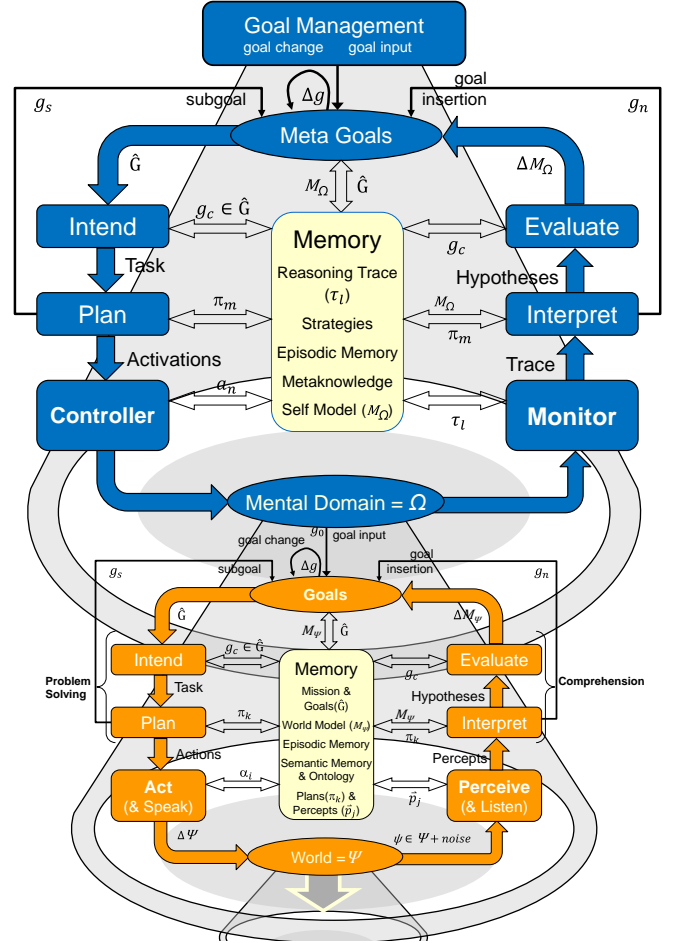 Goal Management
goal change goal input
g_s
subgoal
Δg
goal
insertion
g_n
Meta Goals
Ĝ
M_Ω
Ĝ
ΔM_Ω
Intend
g_c ∈ Ĝ
Memory
g_c
Evaluate
Task
Reasoning Trace
(τ_l)
Hypotheses
Plan
π_m
Strategies
M_Ω
π_m
Interpret
Activations
Episodic Memory
Trace
Metaknowledge
Controller
a_n
Self Model (M_Ω)
τ_l
Monitor
Mental Domain = Ω
g_0
goal change
goal input
g_s
subgoal
Δg
goal
insertion
g_n
Goals
Ĝ
M_Ψ
Ĝ
ΔM_Ψ
Intend
g_c ∈ Ĝ
Memory
g_c
Evaluate
Problem
Solving
Task
Mission &
Goals(Ĝ)
Hypotheses
Comprehension
Plan
π_k
World Model (M_Ψ)
M_Ψ
π_k
Interpret
Actions
Episodic Memory
Percepts
Semantic Memory
& Ontology
Act
(& Speak)
α_i
Plans(π_k) &
Percepts (p⃗_j)
p⃗_j
Perceive
(& Listen)
ΔΨ
World = Ψ
ψ ∈ Ψ + noise